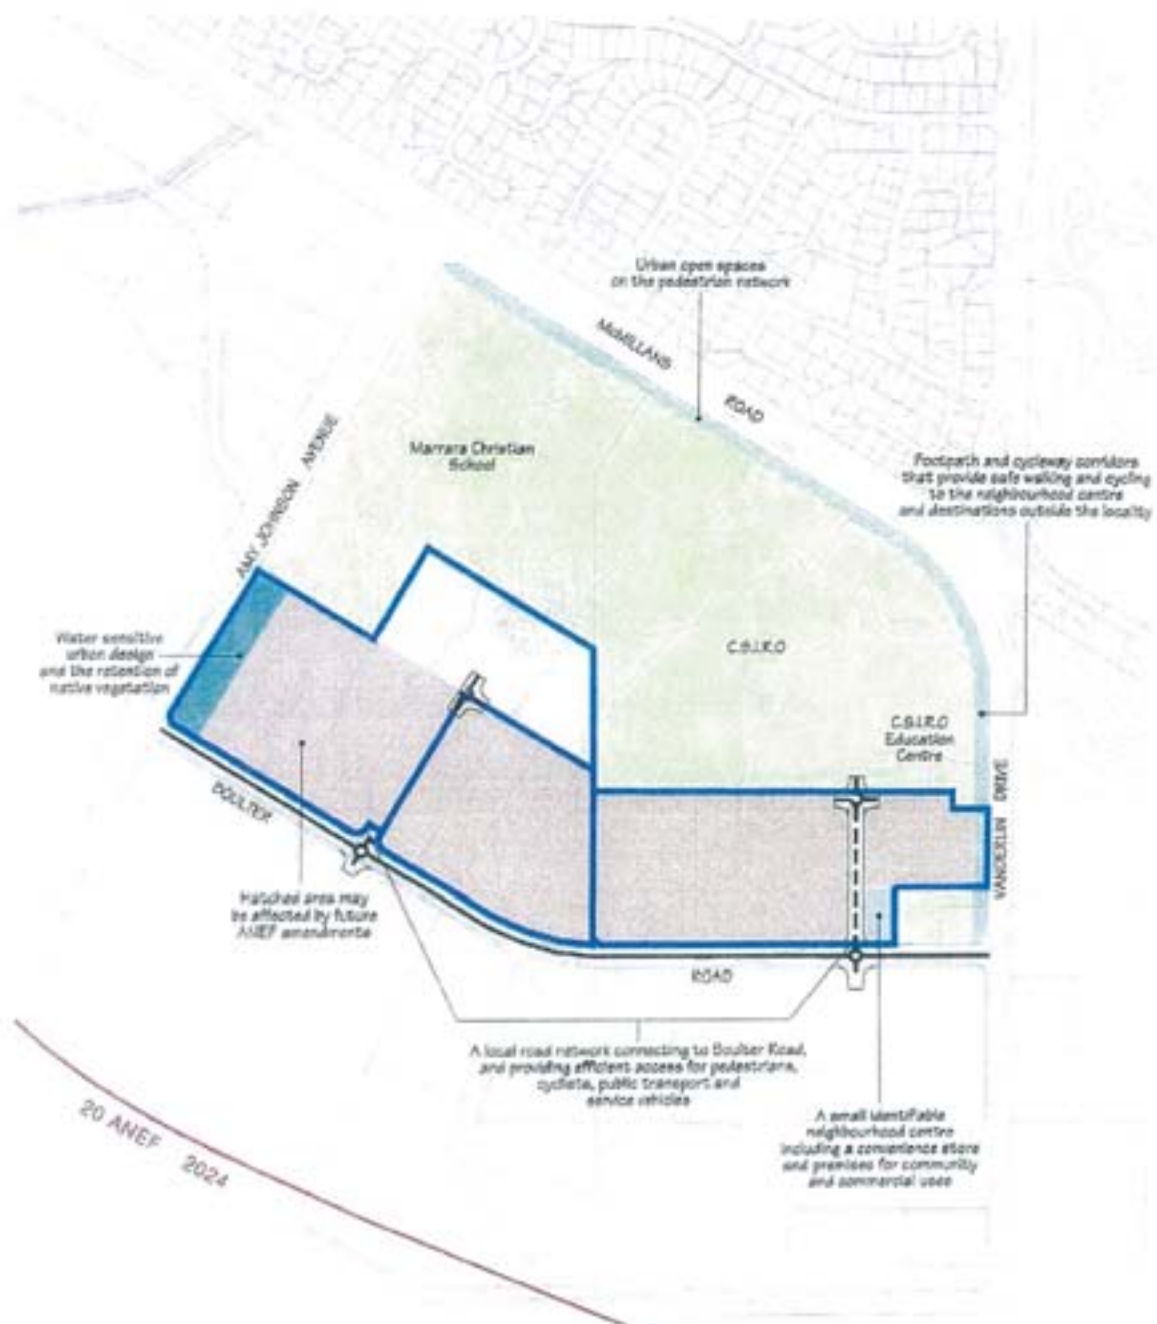 Urban open spaces
on the pedestrian network
McMILLANS
ROAD
AMY JOHNSON AVENUE
Marrara Christian
School
Footpath and cycleway corridors
that provide safe walking and cycling
to the neighbourhood centre
and destinations outside the locality
Water sensitive
urban design
and the retention of
native vegetation
C.S.I.R.O
C.S.I.R.O
Education
Centre
VANDERLIN DRIVE
BOULTER
Hatched area may
be affected by future
ANEF amendments
ROAD
A local road network connecting to Boulter Road,
and providing efficient access for pedestrians,
cyclists, public transport and
service vehicles
A small identifiable
neighbourhood centre
including a convenience store
and premises for community
and commercial uses
20 ANEF 2024